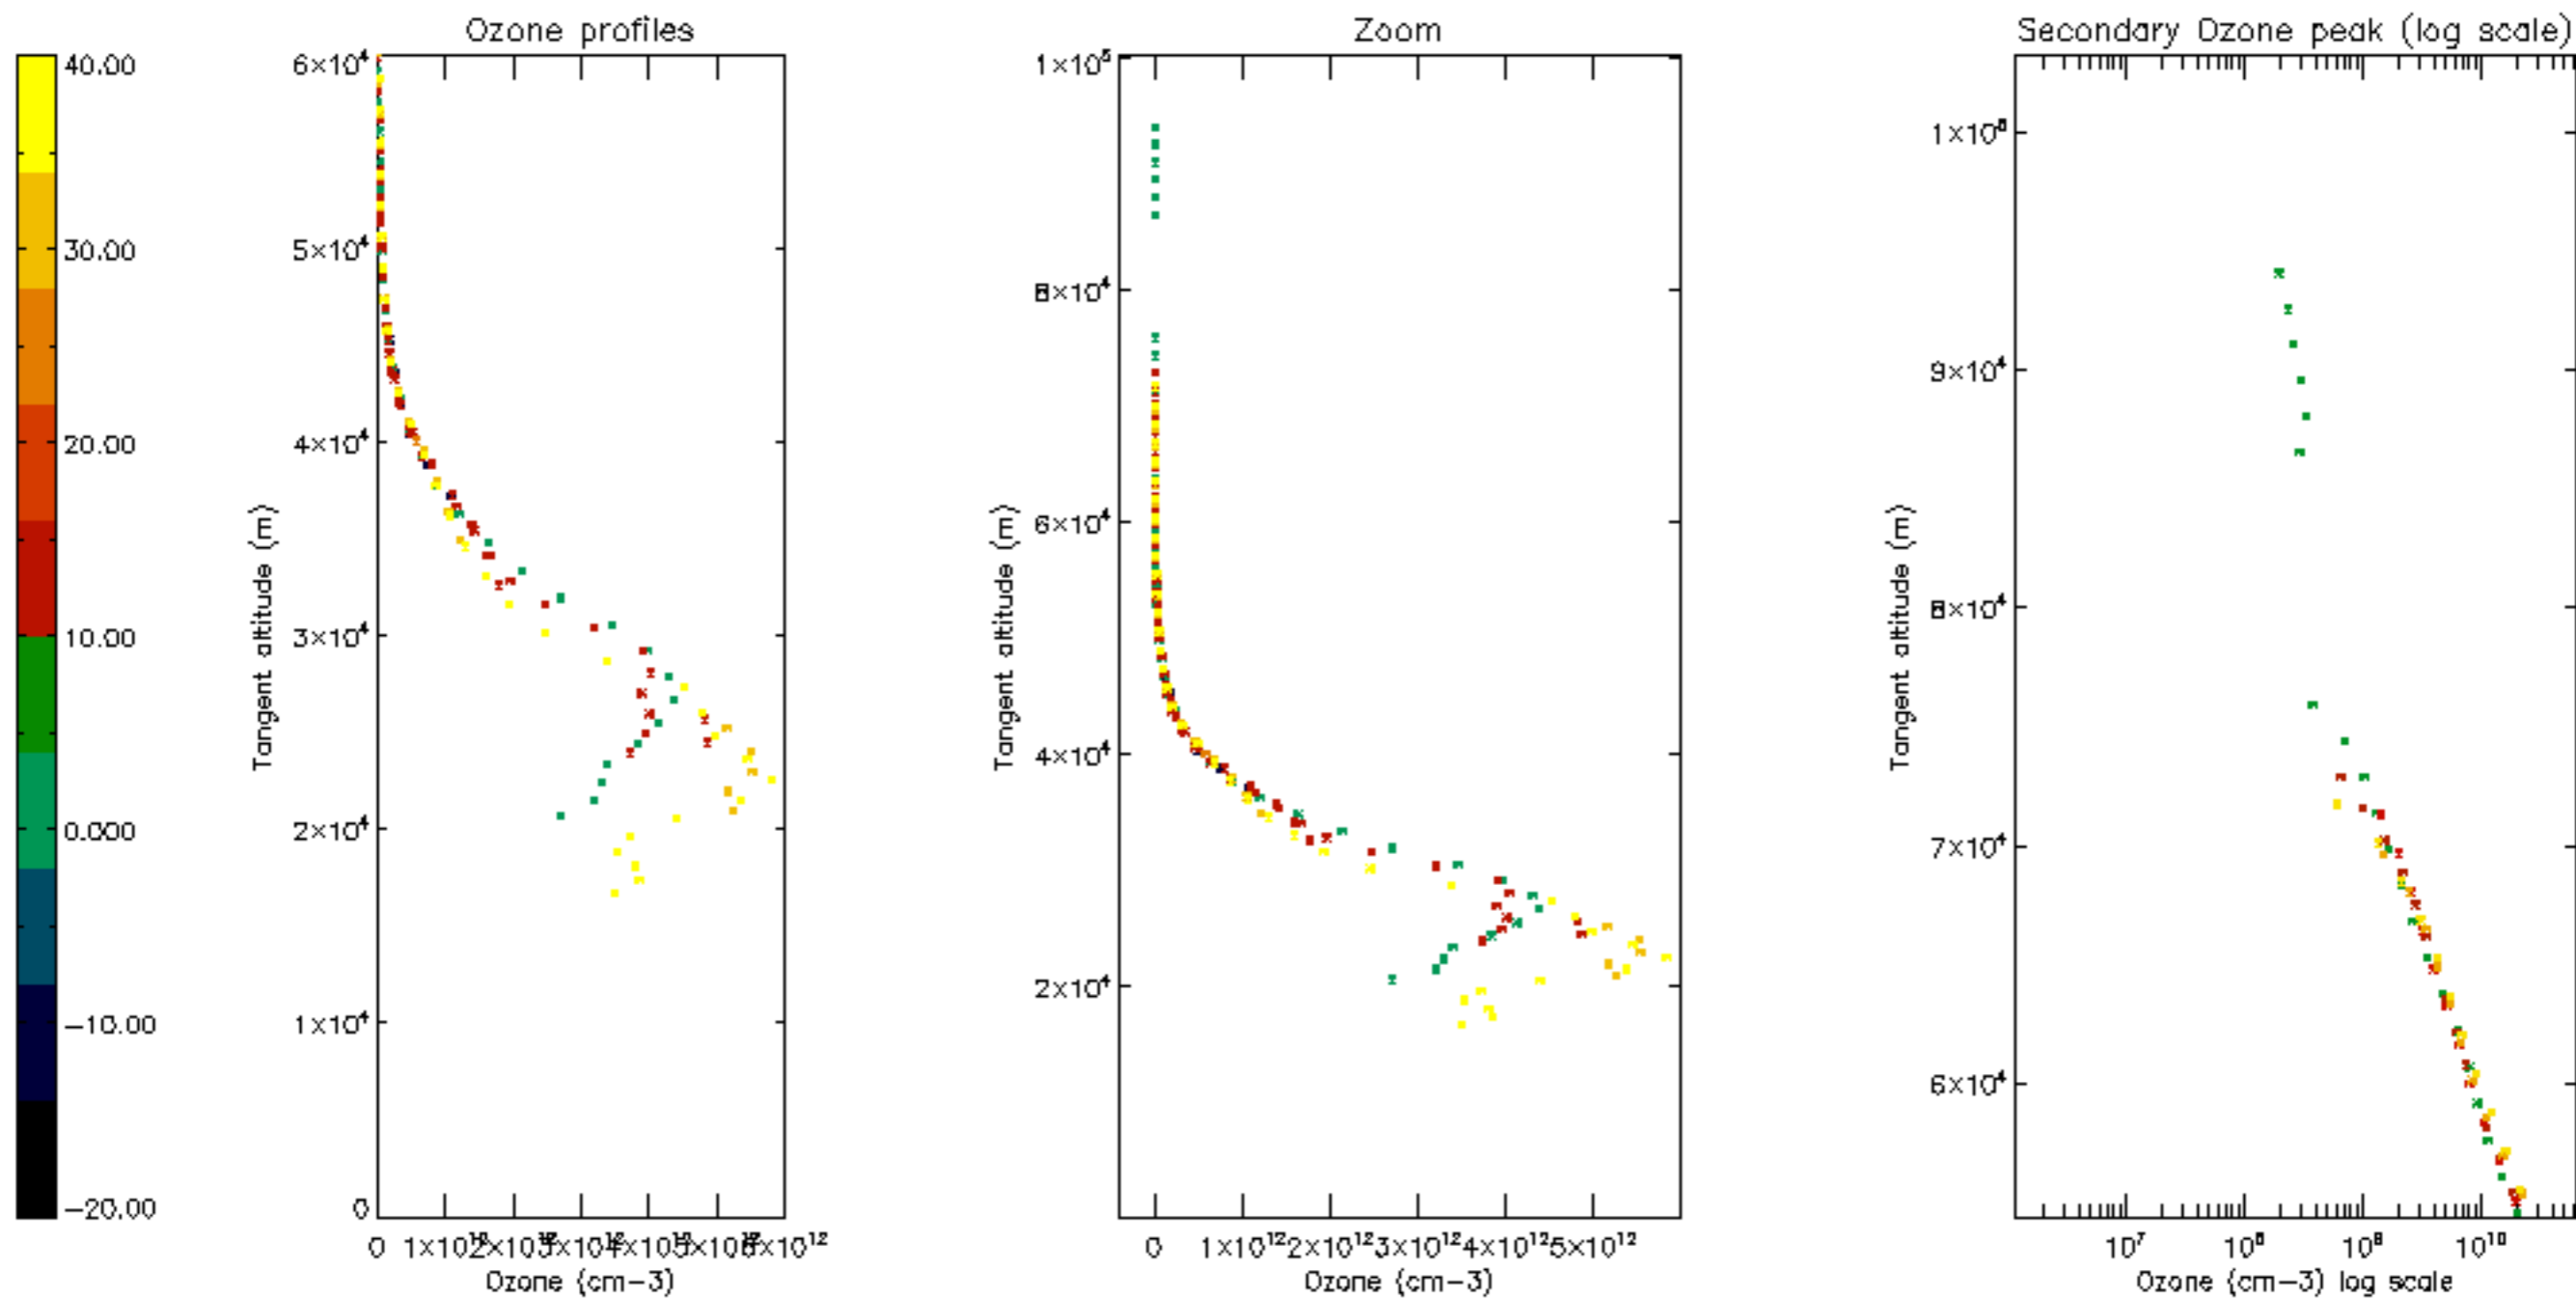 Ozone profiles
Zoom
Secondary Ozone peak (log scale)
40.00
30.00
20.00
10.00
0.000
−10.00
−20.00
6×10⁴
5×10⁴
4×10⁴
3×10⁴
2×10⁴
1×10⁴
0
Tangent altitude (m)
0
Ozone (cm−3)
1×10⁵
8×10⁴
6×10⁴
4×10⁴
2×10⁴
Tangent altitude (m)
0 1×10¹² 2×10¹² 3×10¹² 4×10¹² 5×10¹²
Ozone (cm−3)
9×10⁴
8×10⁴
7×10⁴
6×10⁴
Tangent altitude (m)
10⁷ 10⁸ 10⁹ 10¹⁰
Ozone (cm−3) log scale